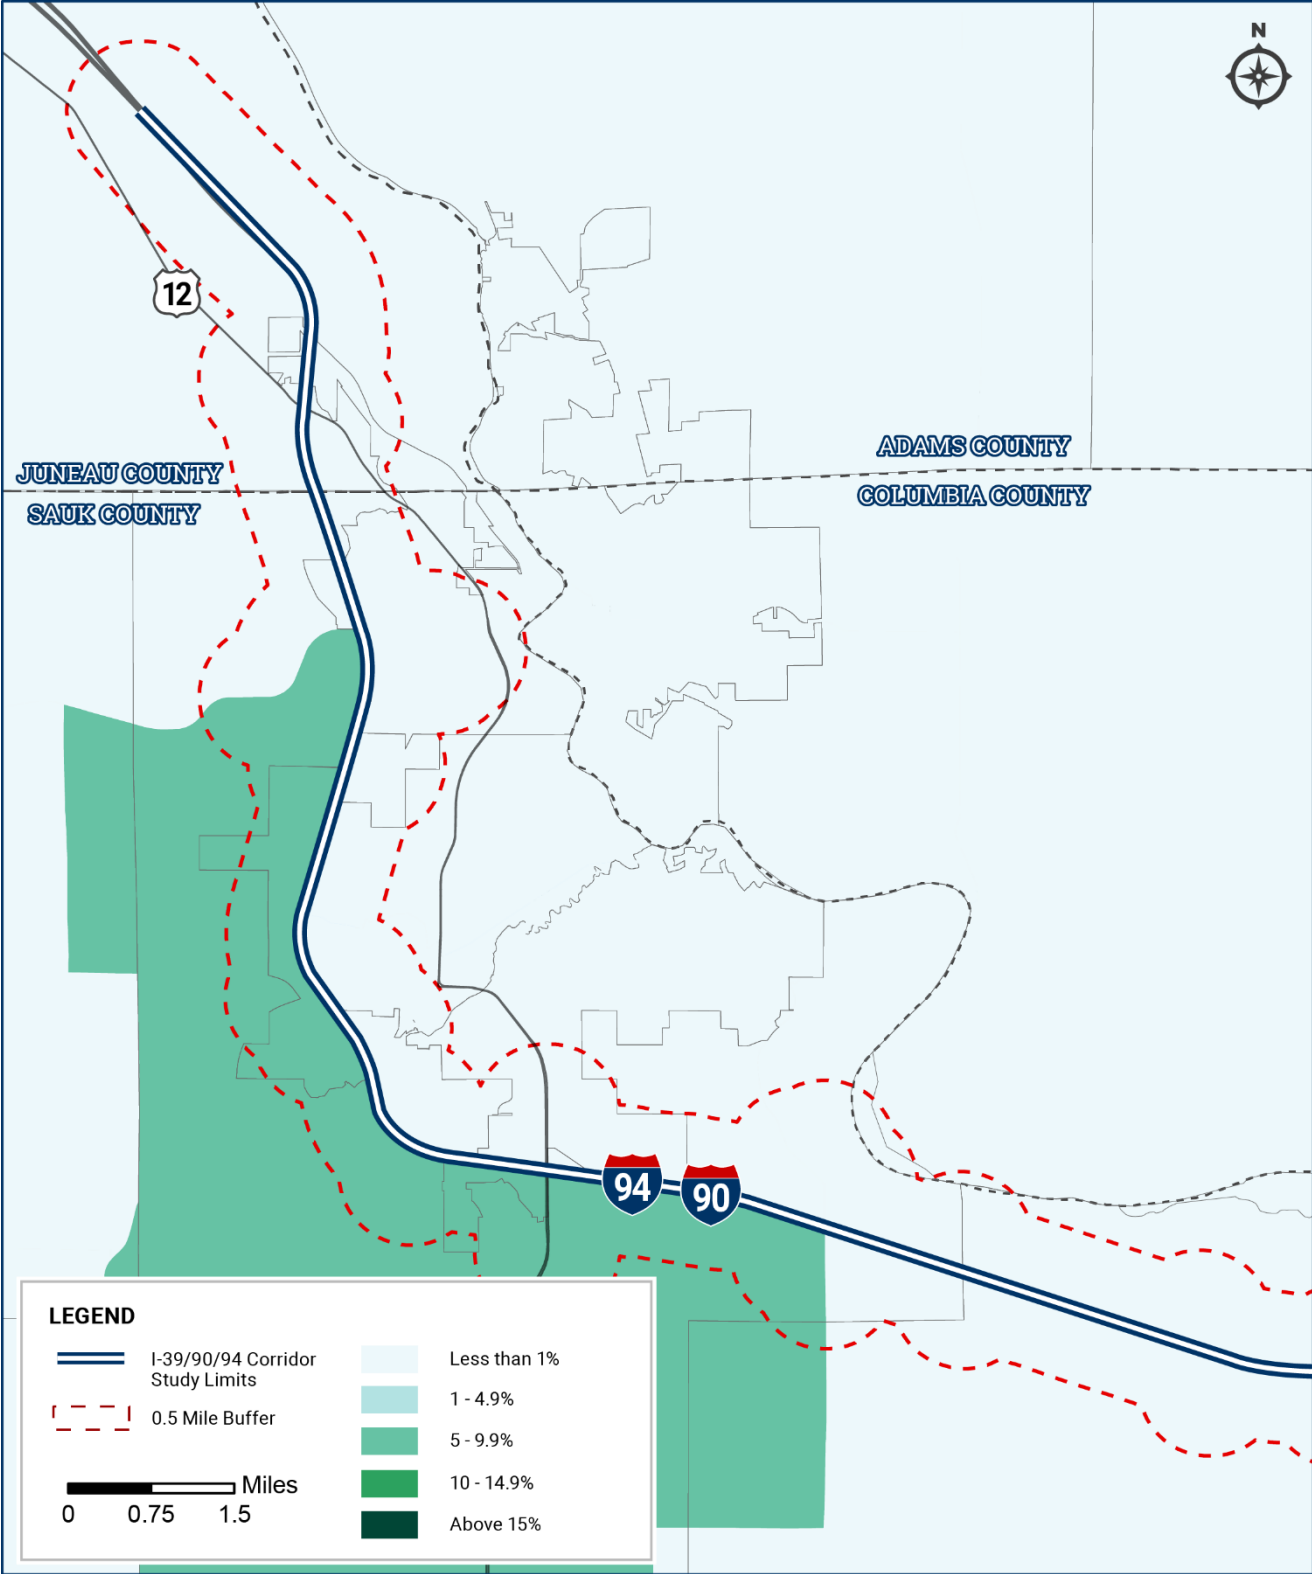 N
12
JUNEAU COUNTY
SAUK COUNTY
ADAMS COUNTY
COLUMBIA COUNTY
94
90
LEGEND
I-39/90/94 Corridor
Study Limits
0.5 Mile Buffer
Miles
0 0.75 1.5
Less than 1%
1 - 4.9%
5 - 9.9%
10 - 14.9%
Above 15%